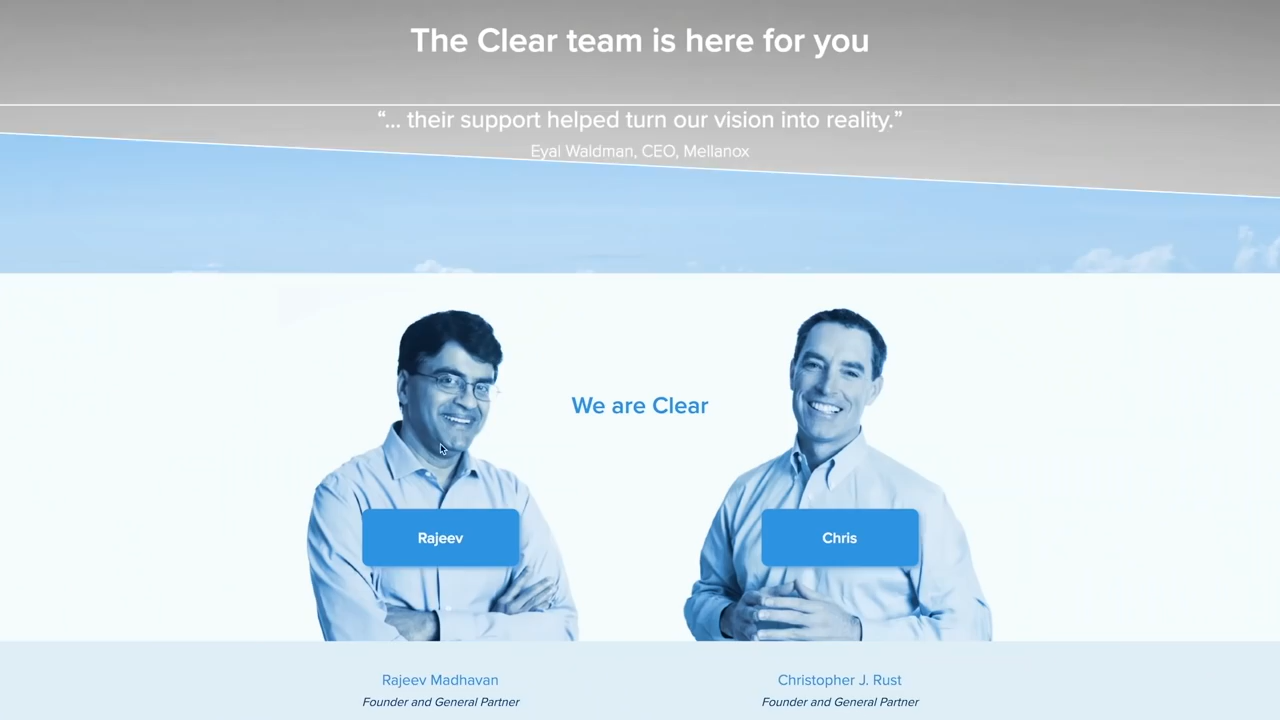 The Clear team is here for you
“... their support helped turn our vision into reality.”
Eyal Waldman, CEO, Mellanox
We are Clear
Rajeev
Chris
Rajeev Madhavan
Christopher J. Rust
Founder and General Partner
Founder and General Partner